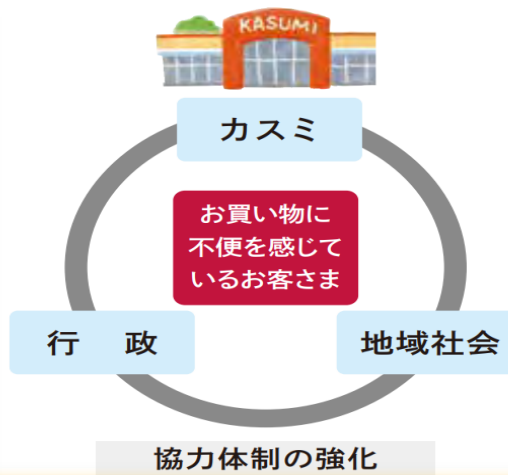 KASUMI
カスミ
お買い物に
不便を感じて
いるお客さま
行　政
地域社会
協力体制の強化